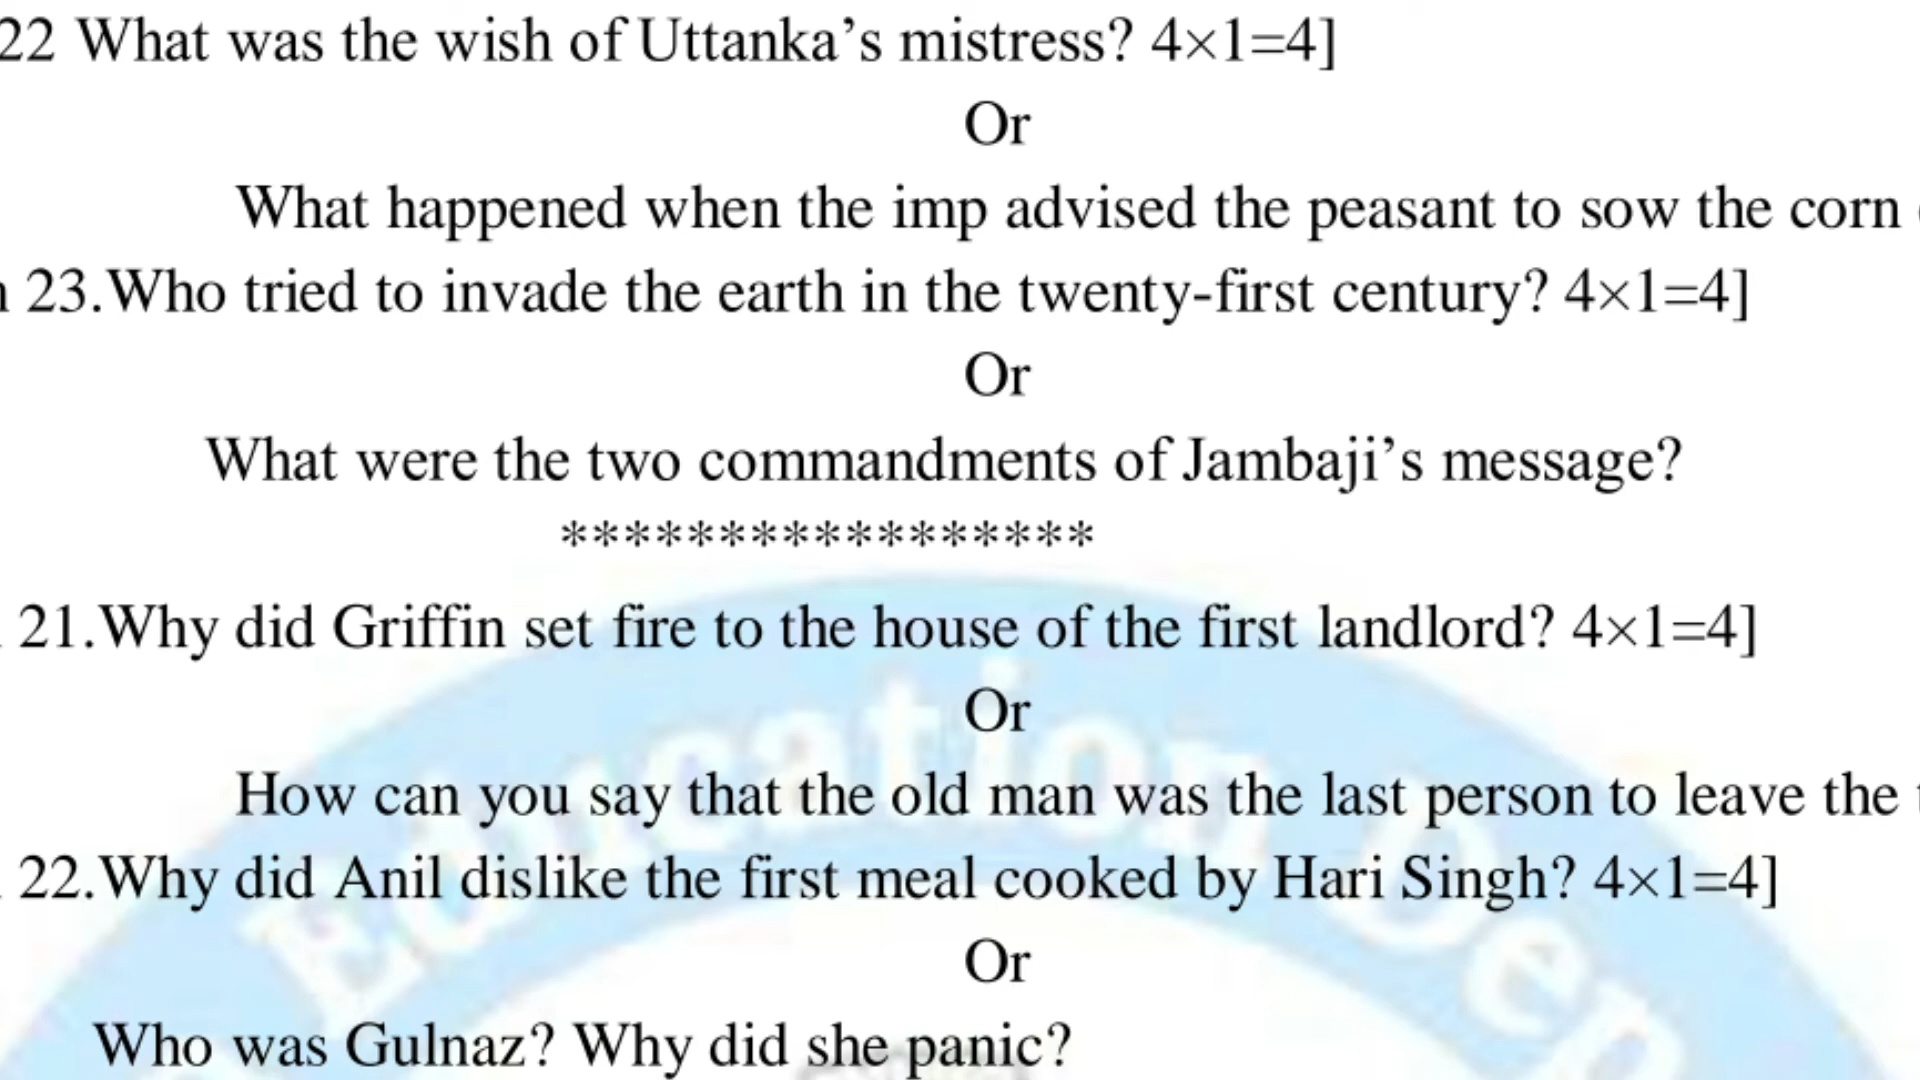 22 What was the wish of Uttanka’s mistress? 4×1=4]
Or
What happened when the imp advised the peasant to sow the corn
23.Who tried to invade the earth in the twenty-first century? 4×1=4]
Or
What were the two commandments of Jambaji’s message?
*****************
21.Why did Griffin set fire to the house of the first landlord? 4×1=4]
Or
How can you say that the old man was the last person to leave the
22.Why did Anil dislike the first meal cooked by Hari Singh? 4×1=4]
Or
Who was Gulnaz? Why did she panic?
Education Dep